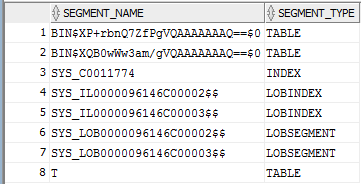 SEGMENT_NAME SEGMENT_TYPE
1 BIN$XP+rbnQ7ZfPgVQAAAAAAAQ==$0 TABLE
2 BIN$XQB0wWw3am/gVQAAAAAAAQ==$0 TABLE
3 SYS_C0011774 INDEX
4 SYS_IL0000096146C00002$$ LOBINDEX
5 SYS_IL0000096146C00003$$ LOBINDEX
6 SYS_LOB0000096146C00002$$ LOBSEGMENT
7 SYS_LOB0000096146C00003$$ LOBSEGMENT
8 T TABLE